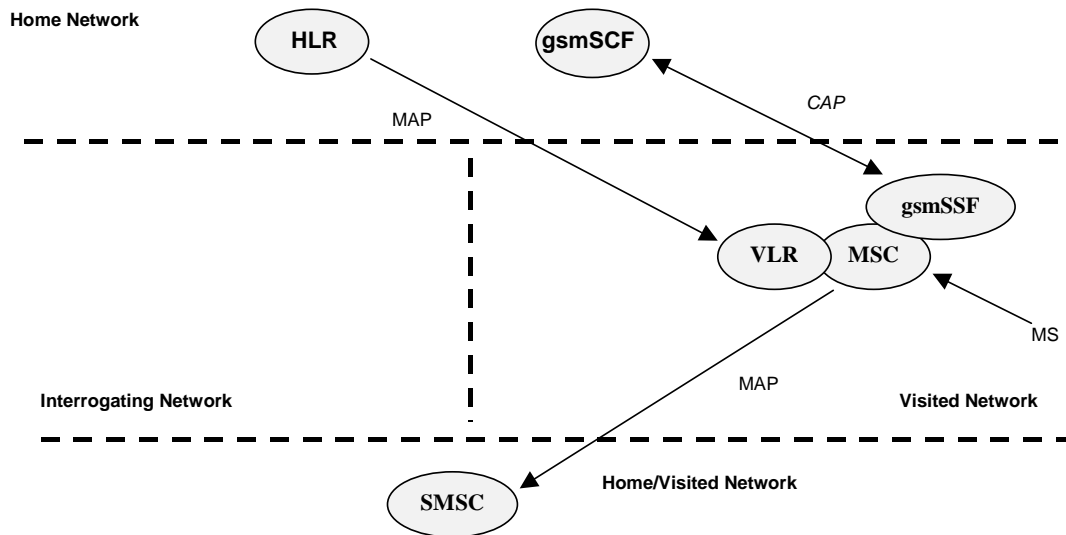 Home Network
HLR
gsmSCF
CAP
MAP
gsmSSF
VLR
MSC
MS
MAP
Interrogating Network
Visited Network
Home/Visited Network
SMSC